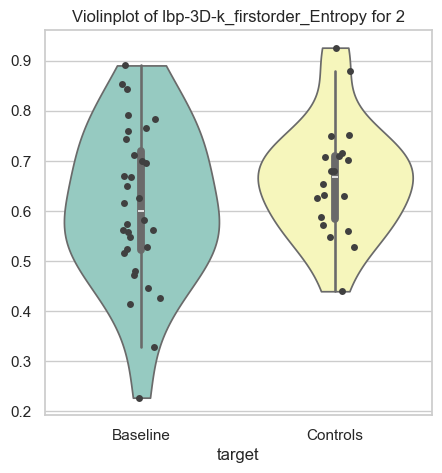 Violinplot of lbp-3D-k_firstorder_Entropy for 2
0.9
0.8
0.7
0.6
0.5
0.4
0.3
0.2
Baseline Controls
target